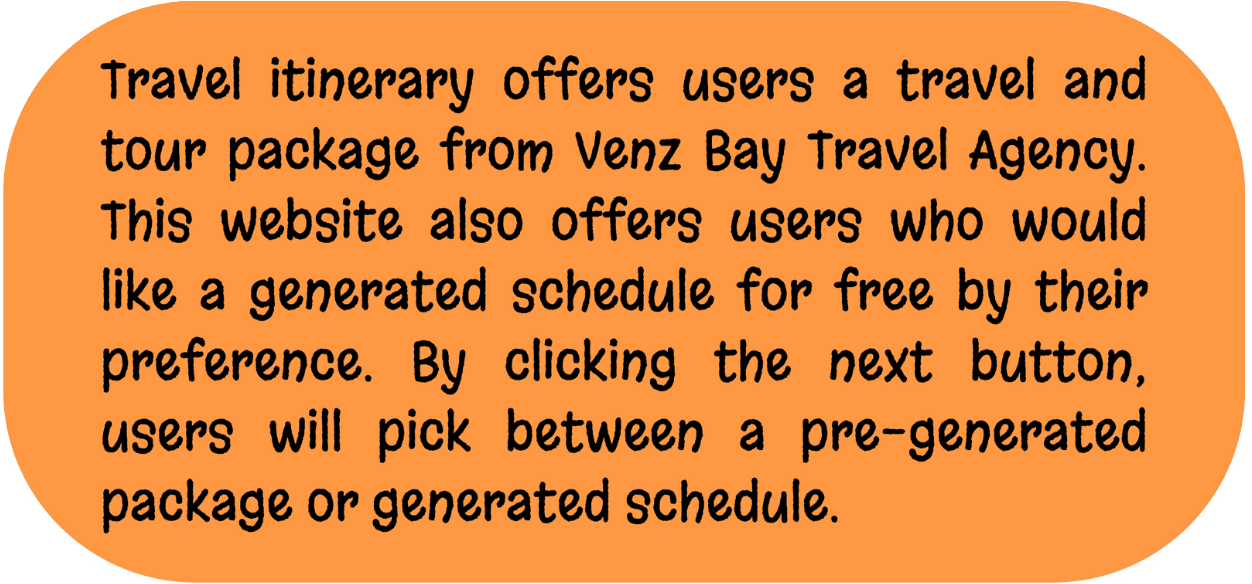 Travel itinerary offers users a travel and
tour package from Venz Bay Travel Agency.
This website also offers users who would
like a generated schedule for free by their
preference. By clicking the next button,
users will pick between a pre-generated
package or generated schedule.